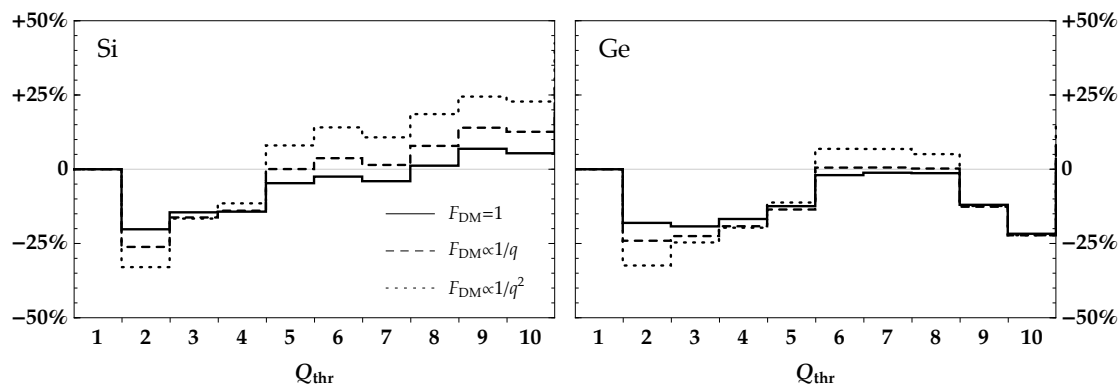 +50%
+25%
0
−25%
−50%
Si
F_DM=1
F_DM∝1/q
F_DM∝1/q²
1 2 3 4 5 6 7 8 9 10
Q_thr
Ge
1 2 3 4 5 6 7 8 9 10
Q_thr
+50%
+25%
0
−25%
−50%